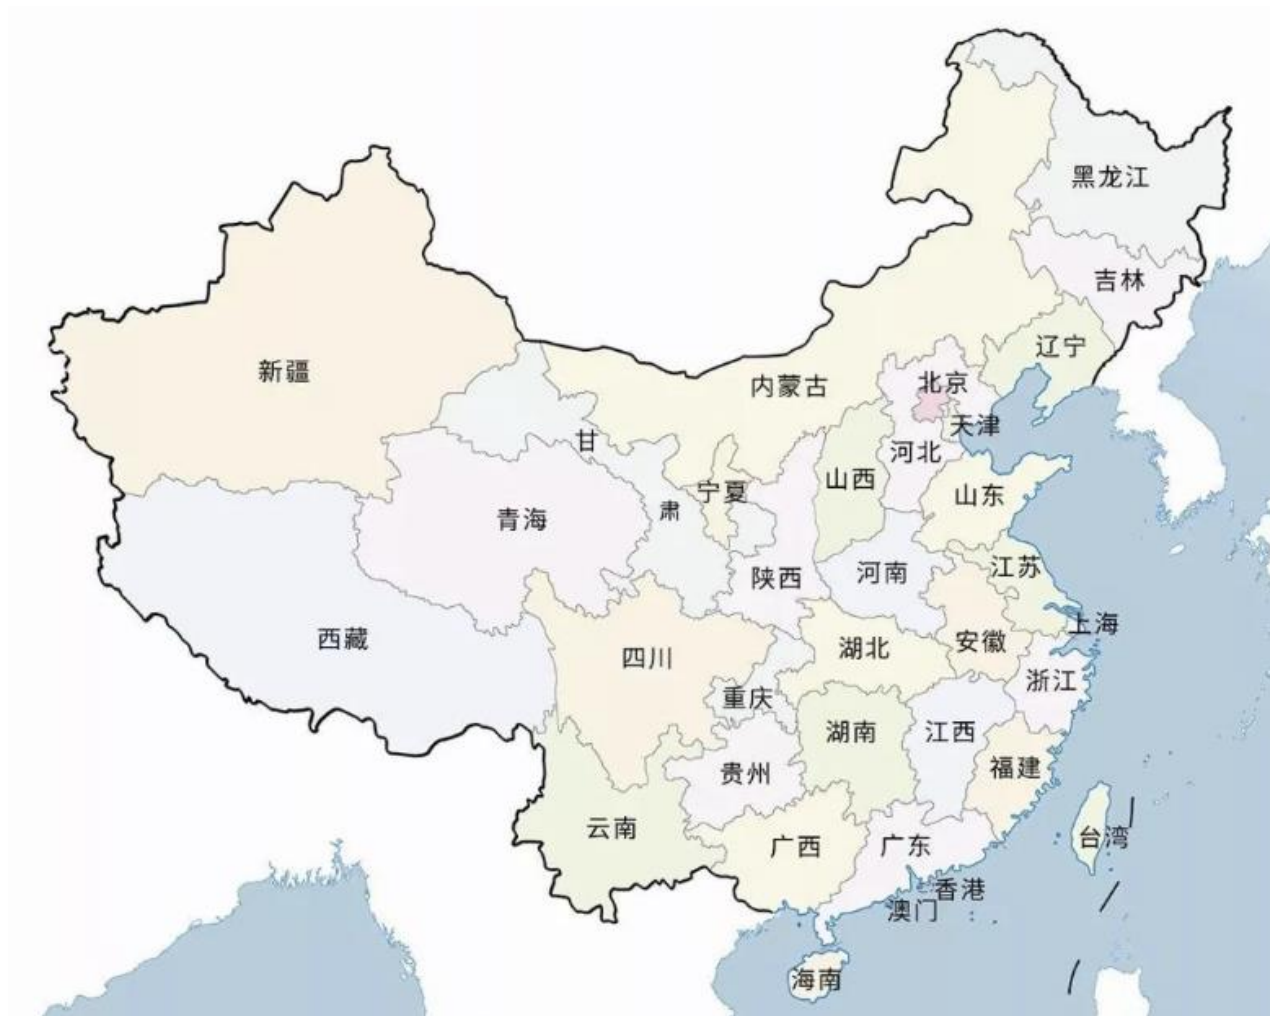 黑龙江
吉林
辽宁
新疆
内蒙古
北京
天津
甘
河北
山西
宁夏
山东
肃
青海
江苏
河南
陕西
上海
西藏
安徽
湖北
四川
浙江
重庆
湖南
江西
福建
贵州
云南
台湾
广西
广东
香港
澳门
海南